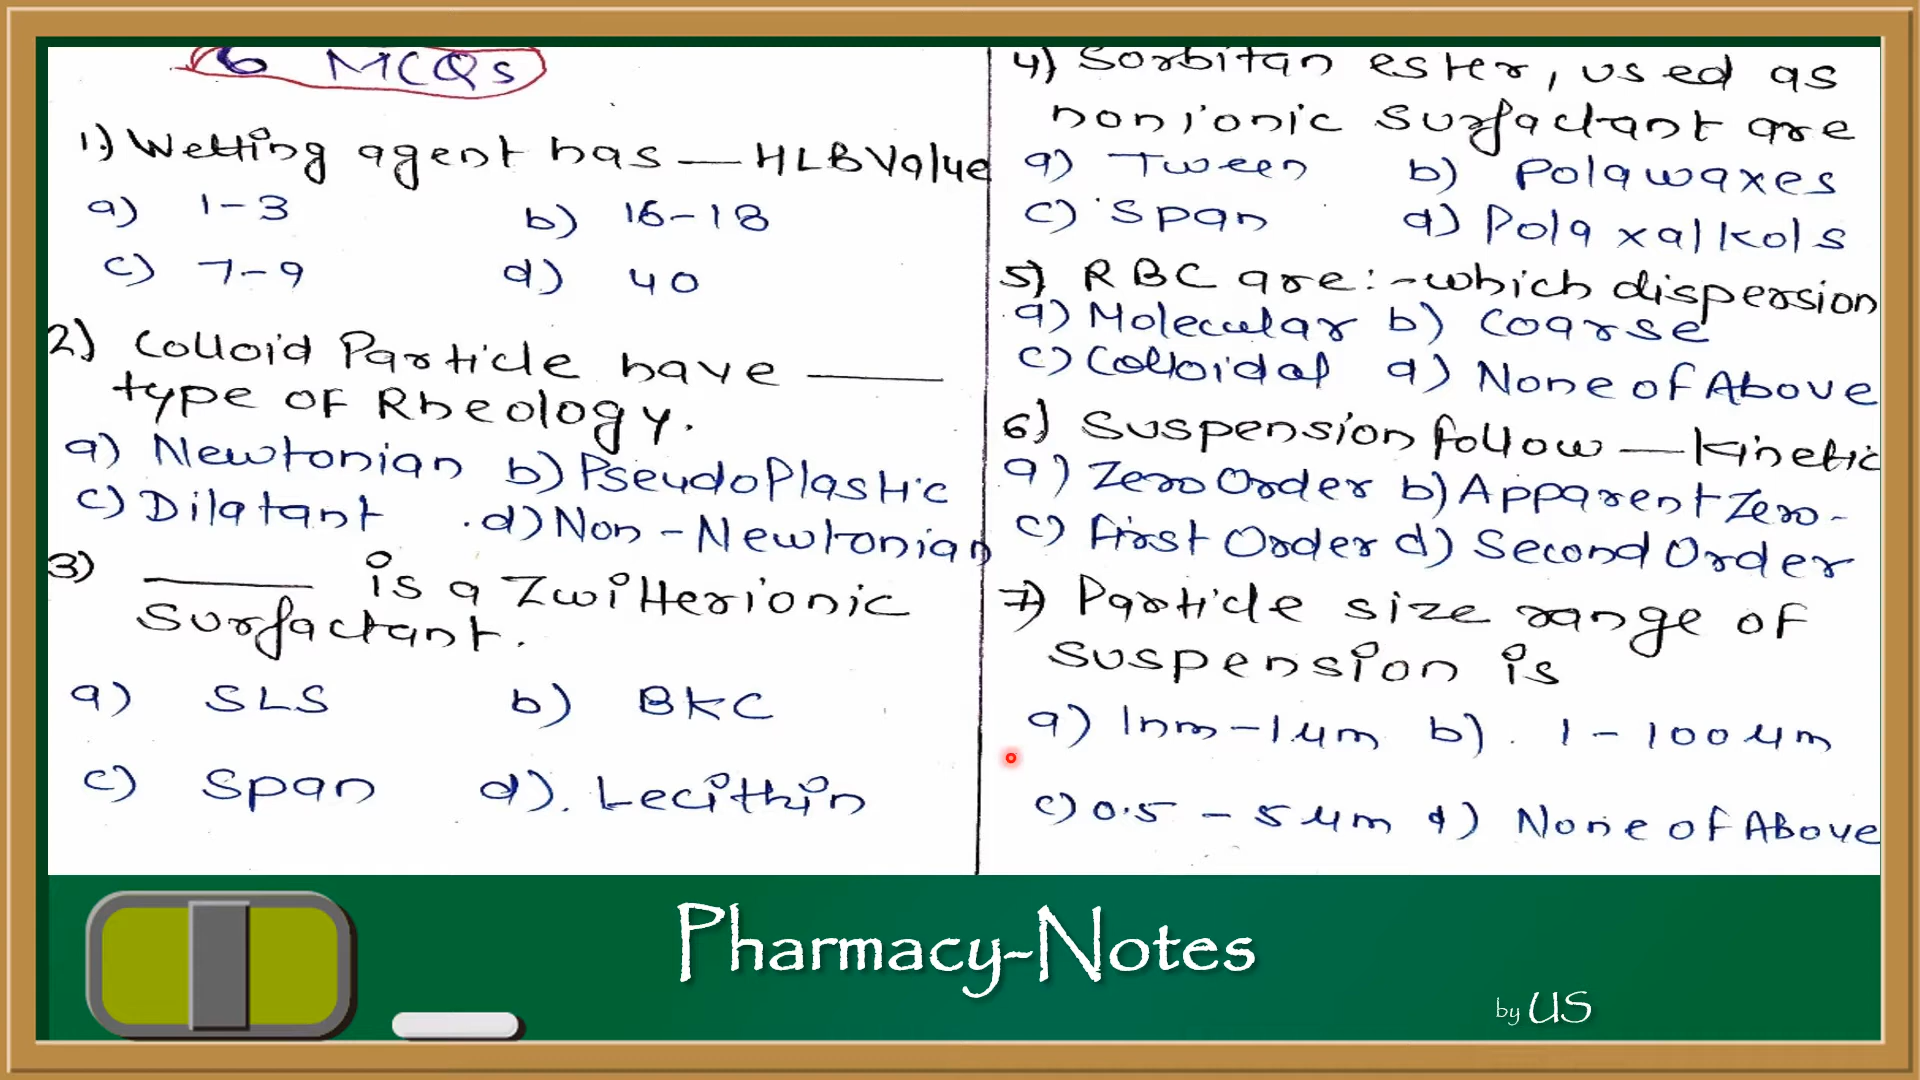 6 MCQs
1) Wetting agent has — HLB Value
a) 1-3 b) 16-18
c) 7-9 d) 40
2) Colloid Particle have ____
type of Rheology.
a) Newtonian b) PseudoPlastic
c) Dilatant d) Non-Newtonian
3) ____ is a Zwitterionic
surfactant.
a) SLS b) BKC
c) Span d). Lecithin
4) Sorbitan ester, used as
nonionic surfactant are
a) Tween b) Polawaxes
c) Span d) Polaxalkols
5) RBC are:- which dispersion
a) Molecular b) Coarse
c) Colloidal d) None of Above
6) Suspension follow — Kinetic
a) Zero Order b) Apparent Zero-
c) First Order d) Second Order
7) Particle size range of
suspension is
a) 1nm-1μm b). 1-100μm
c) 0.5 - 5μm d) None of Above
Pharmacy-Notes
by US